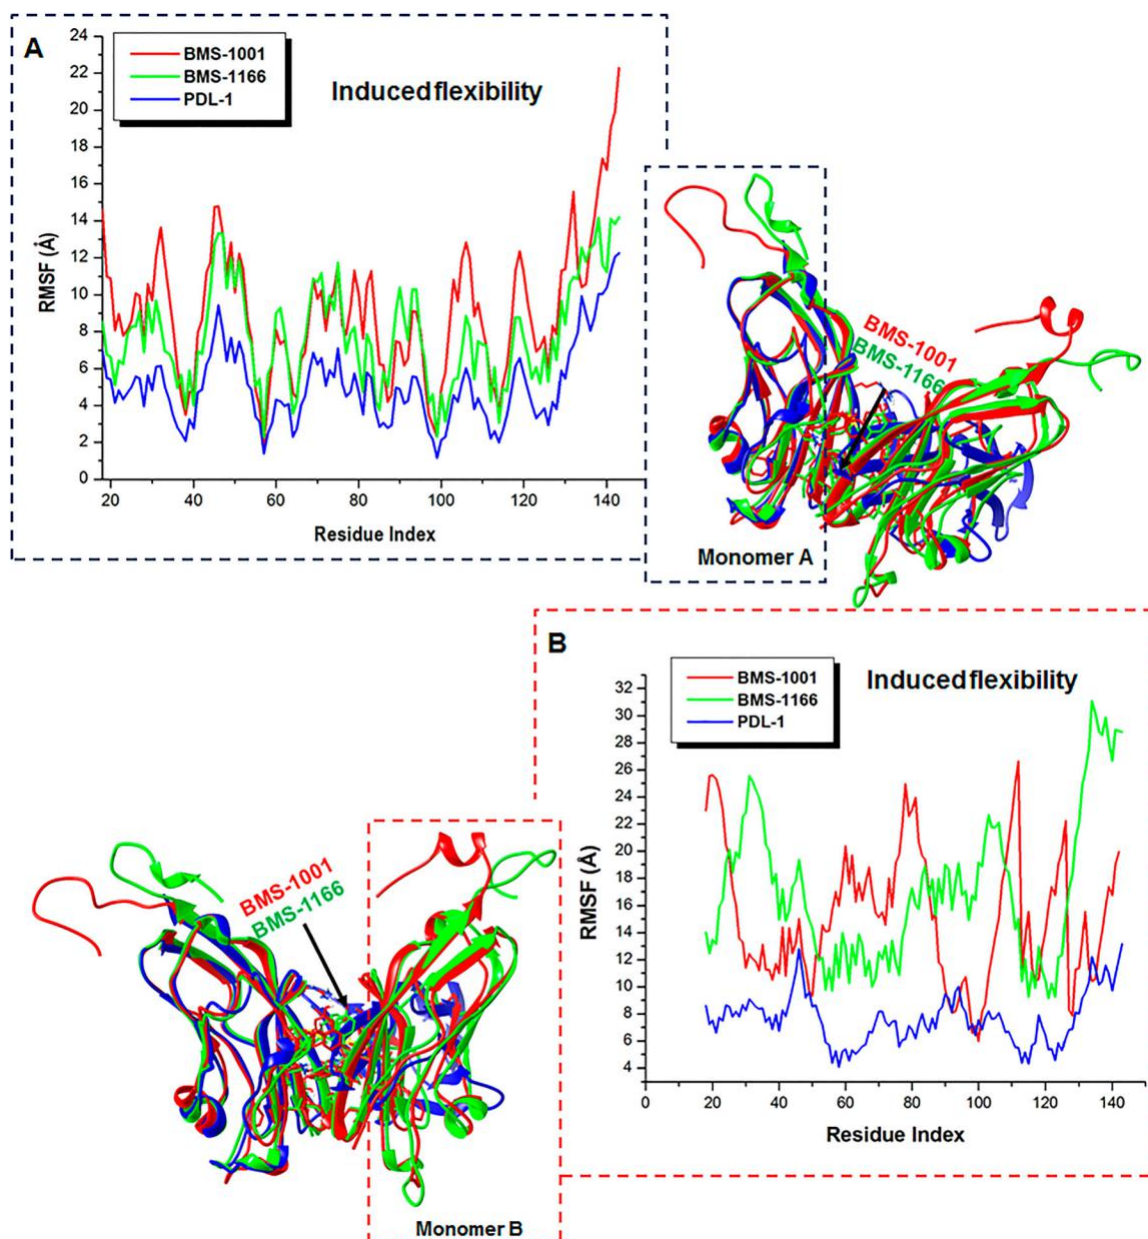 A
BMS-1001
BMS-1166
PDL-1
Induced flexibility
24
22
20
18
16
14
12
10
8
6
4
2
0
RMSF (Å)
20 40 60 80 100 120 140
Residue Index
BMS-1001
BMS-1166
Monomer A
B
BMS-1001
BMS-1166
PDL-1
Induced flexibility
32
30
28
26
24
22
20
18
16
14
12
10
8
6
4
RMSF (Å)
0 20 40 60 80 100 120 140
Residue Index
BMS-1001
BMS-1166
Monomer B